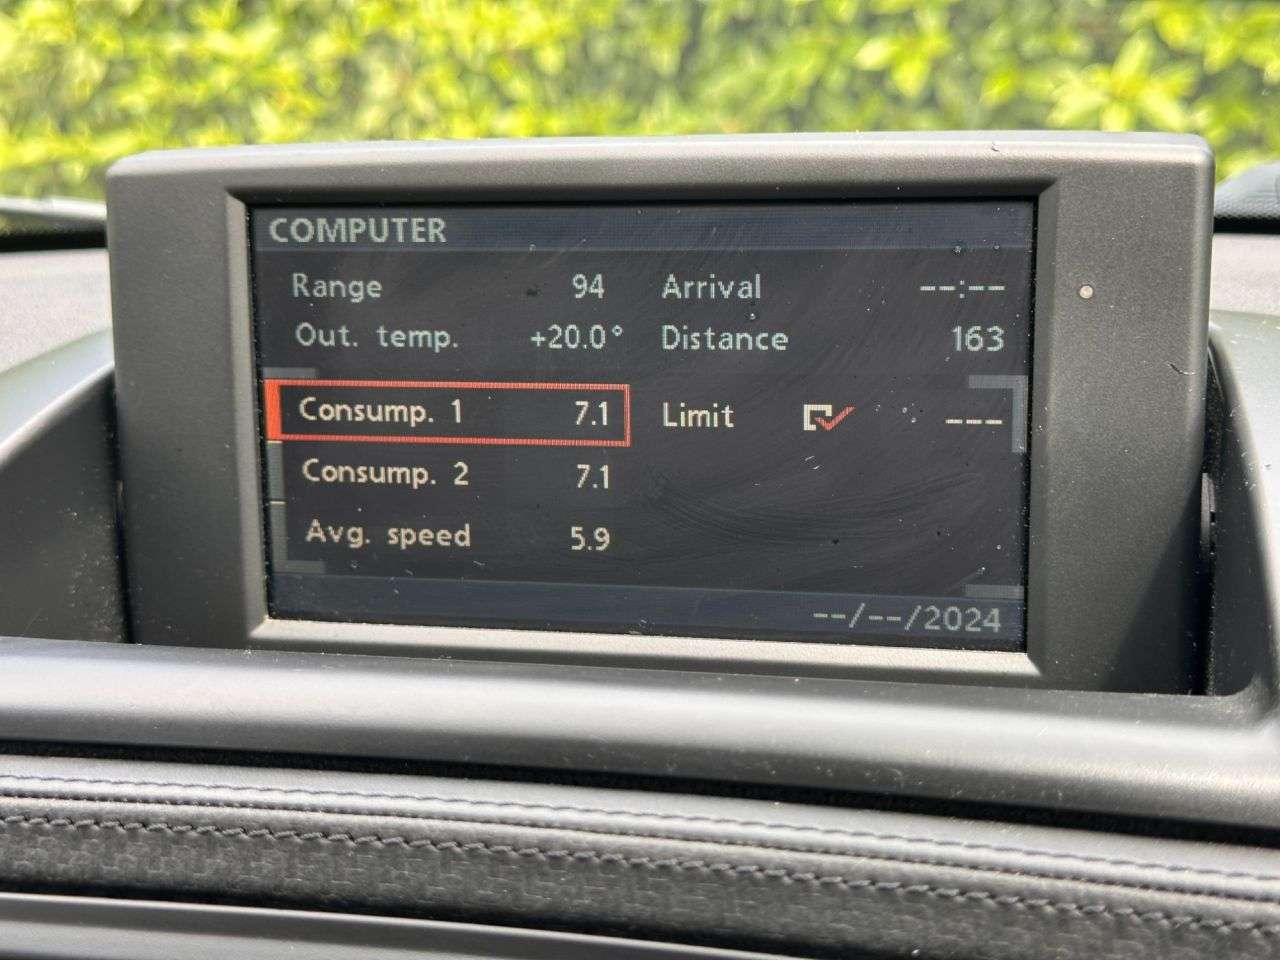 COMPUTER
Range 94 Arrival --:--
Out. temp. +20.0° Distance 163
Consump. 1 7.1 Limit ---
Consump. 2 7.1
Avg. speed 5.9
--/--/2024